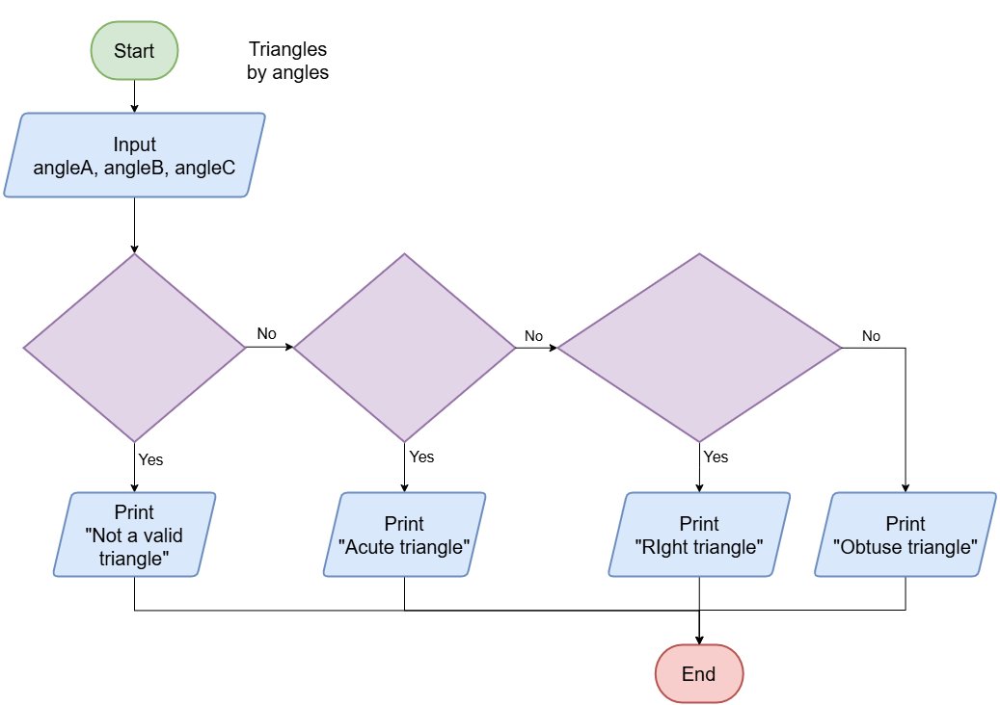 Start
Triangles
by angles
Input
angleA, angleB, angleC
No
No
No
Yes
Yes
Yes
Print
"Not a valid
triangle"
Print
"Acute triangle"
Print
"RIght triangle"
Print
"Obtuse triangle"
End